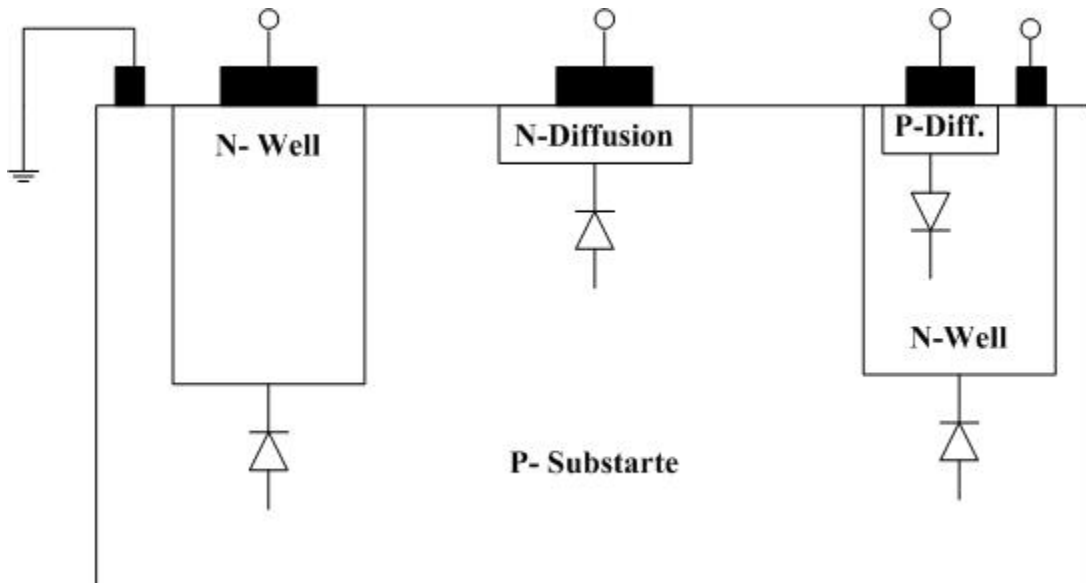 N- Well
N-Diffusion
P-Diff.
N-Well
P- Substarte